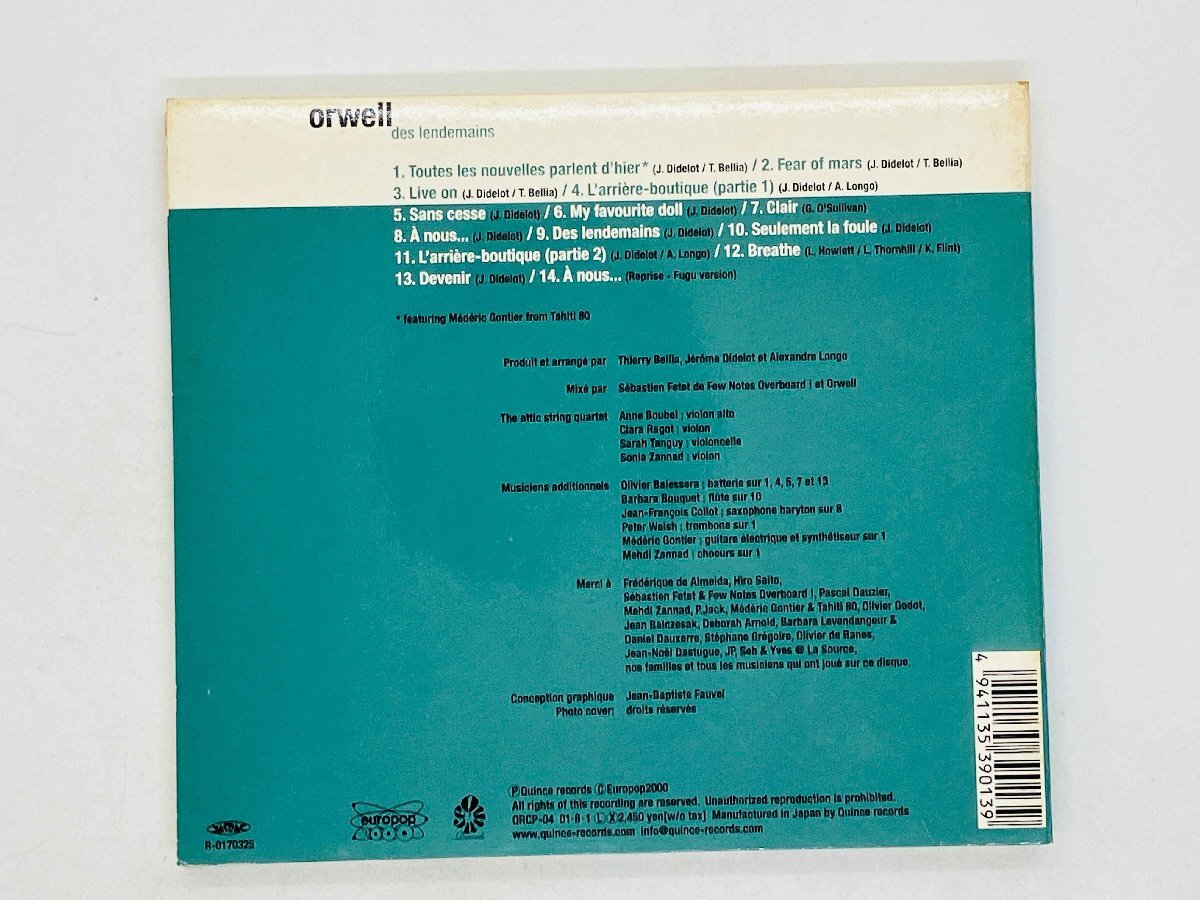 orwell
des lendemains
1. Toutes les nouvelles parlent d'hier* (J. Didelot / T. Bellia) / 2. Fear of mars (J. Didelot / T. Bellia)
3. Live on (J. Didelot / T. Bellia) / 4. L'arrière-boutique (partie 1) (J. Didelot / A. Longo)
5. Sans cesse (J. Didelot) / 6. My favourite doll (J. Didelot) / 7. Clair (G. O'Sullivan)
8. À nous... (J. Didelot) / 9. Des lendemains (J. Didelot) / 10. Seulement la foule (J. Didelot)
11. L'arrière-boutique (partie 2) (J. Didelot / A. Longo) / 12. Breathe (L. Howlett / L. Thornhill / K. Flint)
13. Devenir (J. Didelot) / 14. À nous... (Reprise - Fugu version)
* featuring Médéric Gontier from Tahiti 80
Produit et arrangé par Thierry Bellia, Jérôme Didelot et Alexandre Longo
Mixé par Sébastien Fetet de Few Notes Overboard ! et Orwell
The attic string quartet Anne Boubel : violon alto
Clara Ragot : violon
Sarah Tanguy : violoncelle
Sonia Zannad : violon
Musiciens additionnels Olivier Balessera : batterie sur 1, 4, 5, 7 et 13
Barbara Bouquet : flûte sur 10
Jean-François Collot : saxophone baryton sur 8
Peter Walsh : trombone sur 1
Médéric Gontier : guitare électrique et synthétiseur sur 1
Mehdi Zannad : choeurs sur 1
Merci à Frédérique de Almeida, Hiro Saito,
Sébastien Fetet & Few Notes Overboard !, Pascal Dauzier,
Mehdi Zannad, P.Jack, Médéric Gontier & Tahiti 80, Olivier Godot,
Jean Balczesak, Deborah Arnold, Barbara Levendangeur &
Daniel Dauxerre, Stéphane Grégoire, Olivier de Banes,
Jean-Noël Dastugue, JP, Seb & Yves @ La Source,
nos familles et tous les musiciens qui ont joué sur ce disque.
Conception graphique Jean-Baptiste Fauvel
Photo cover: droits réservés
4 941135 390139
℗ Quince records © Europop2000
All rights of this recording are reserved. Unauthorized reproduction is prohibited.
QRCP-04 01·8·1 Ⓛ Ⓧ 2,450 yen[w/o tax] Manufactured in Japan by Quince records
www.quince-records.com info@quince-records.com
europop
2000
R-0170325